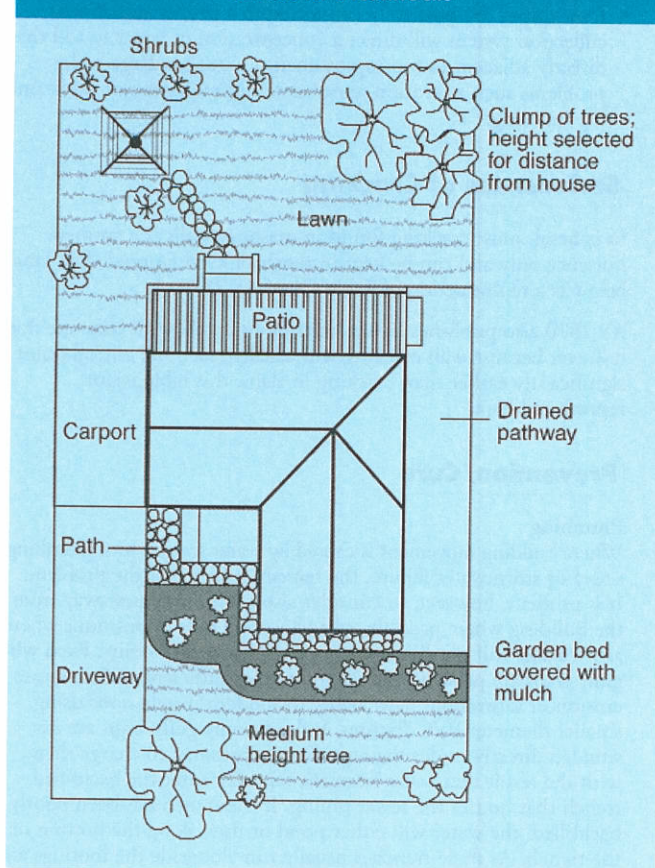 Shrubs
Clump of trees;
height selected
for distance
from house
Lawn
Patio
Carport
Drained
pathway
Path
Driveway
Garden bed
covered with
mulch
Medium
height tree